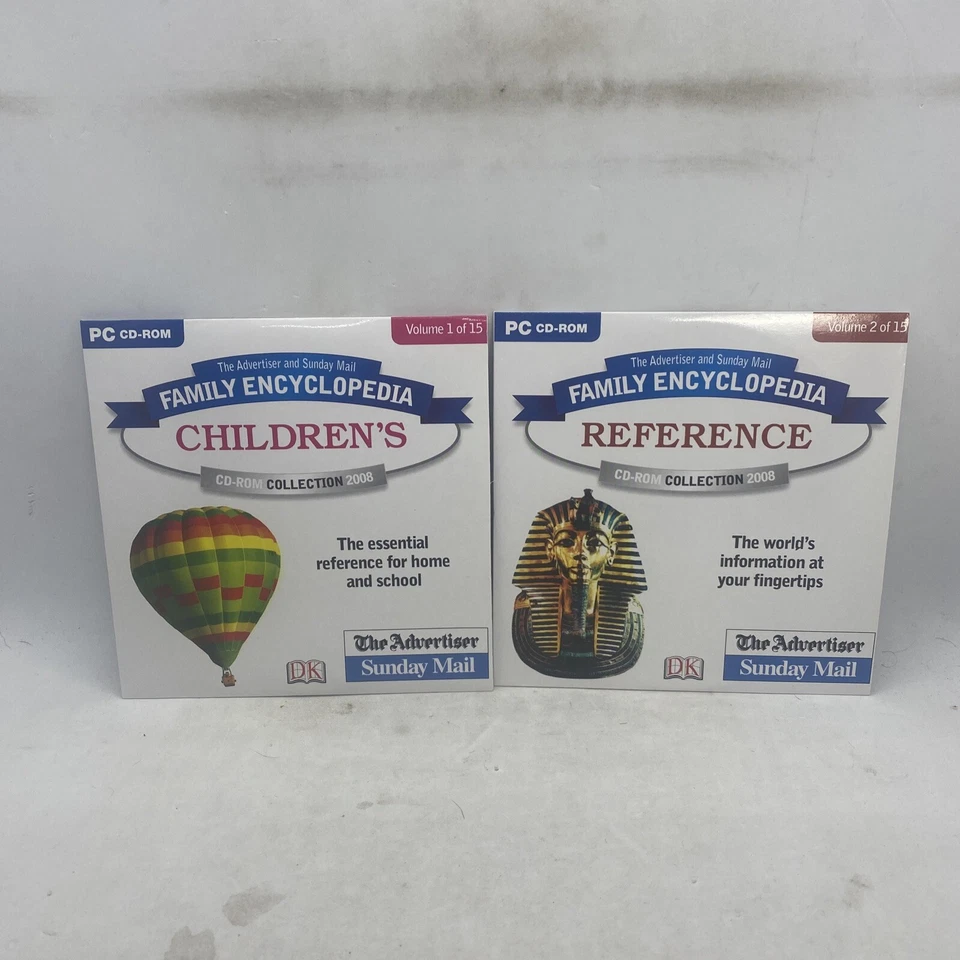 PC CD-ROM
Volume 1 of 15
The Advertiser and Sunday Mail
FAMILY ENCYCLOPEDIA
CHILDREN'S
CD-ROM COLLECTION 2008
The essential
reference for home
and school
DK
The Advertiser
Sunday Mail
PC CD-ROM
Volume 2 of 15
The Advertiser and Sunday Mail
FAMILY ENCYCLOPEDIA
REFERENCE
CD-ROM COLLECTION 2008
The world's
information at
your fingertips
DK
The Advertiser
Sunday Mail